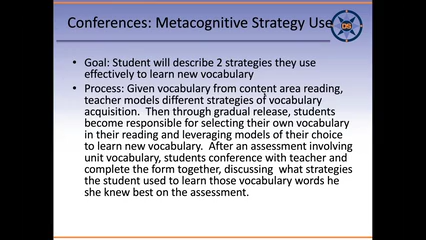 Conferences: Metacognitive Strategy Use
• Goal: Student will describe 2 strategies they use
effectively to learn new vocabulary
• Process: Given vocabulary from content area reading,
teacher models different strategies of vocabulary
acquisition. Then through gradual release, students
become responsible for selecting their own vocabulary
in their reading and leveraging models of their choice
to learn new vocabulary. After an assessment involving
unit vocabulary, students conference with teacher and
complete the form together, discussing what strategies
the student used to learn those vocabulary words he
she knew best on the assessment.